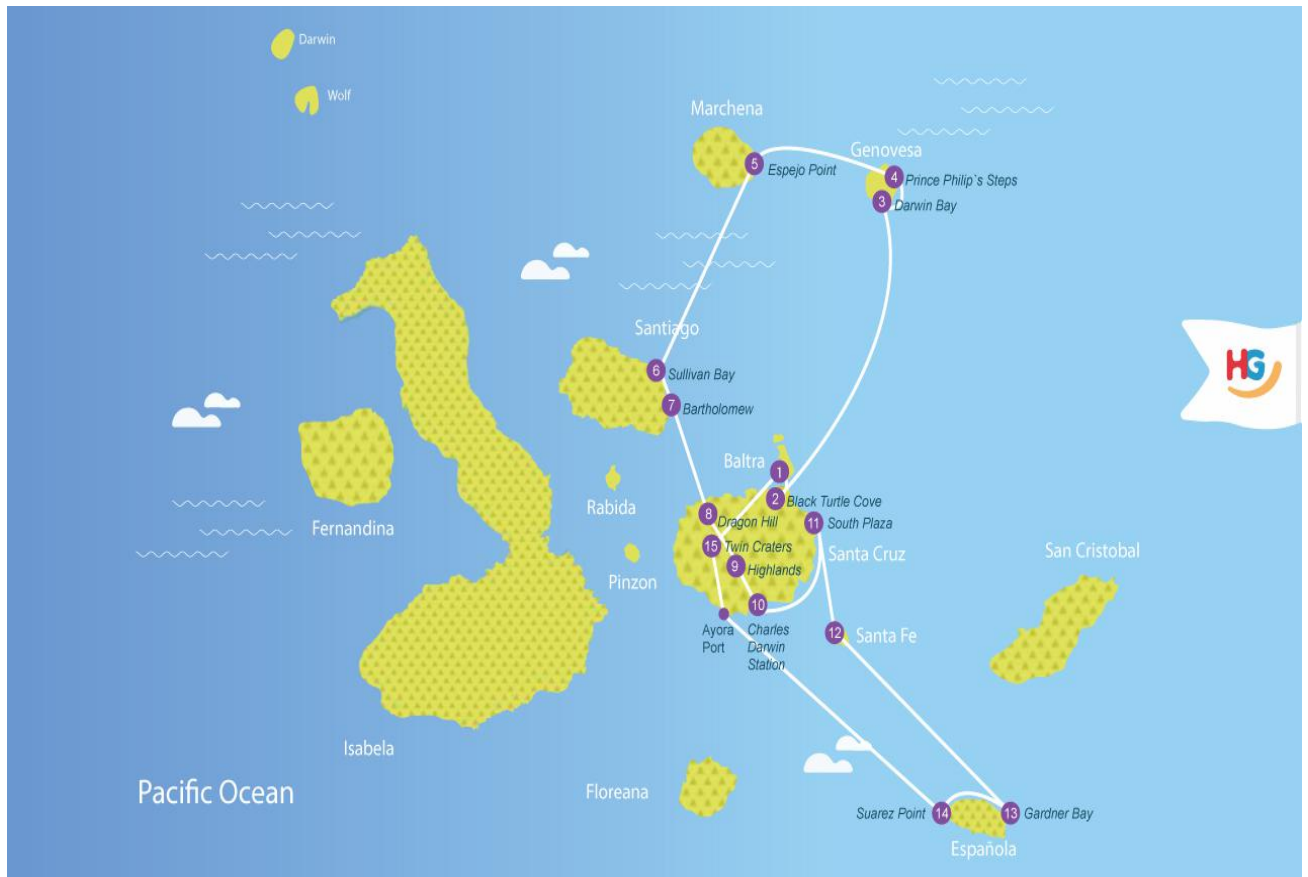 Darwin
Wolf
Marchena
Genovesa
5
Espejo Point
4
Prince Philip`s Steps
3
Darwin Bay
Santiago
HG
6
Sullivan Bay
7
Bartholomew
Baltra
1
Rabida
2
Black Turtle Cove
8
Dragon Hill
11
South Plaza
Fernandina
15
Twin Craters
Santa Cruz
San Cristobal
9
Highlands
Pinzon
10
Charles
Darwin
Station
Ayora
Port
12
Santa Fe
Isabela
Pacific Ocean
Floreana
Suarez Point
14
13
Gardner Bay
Española